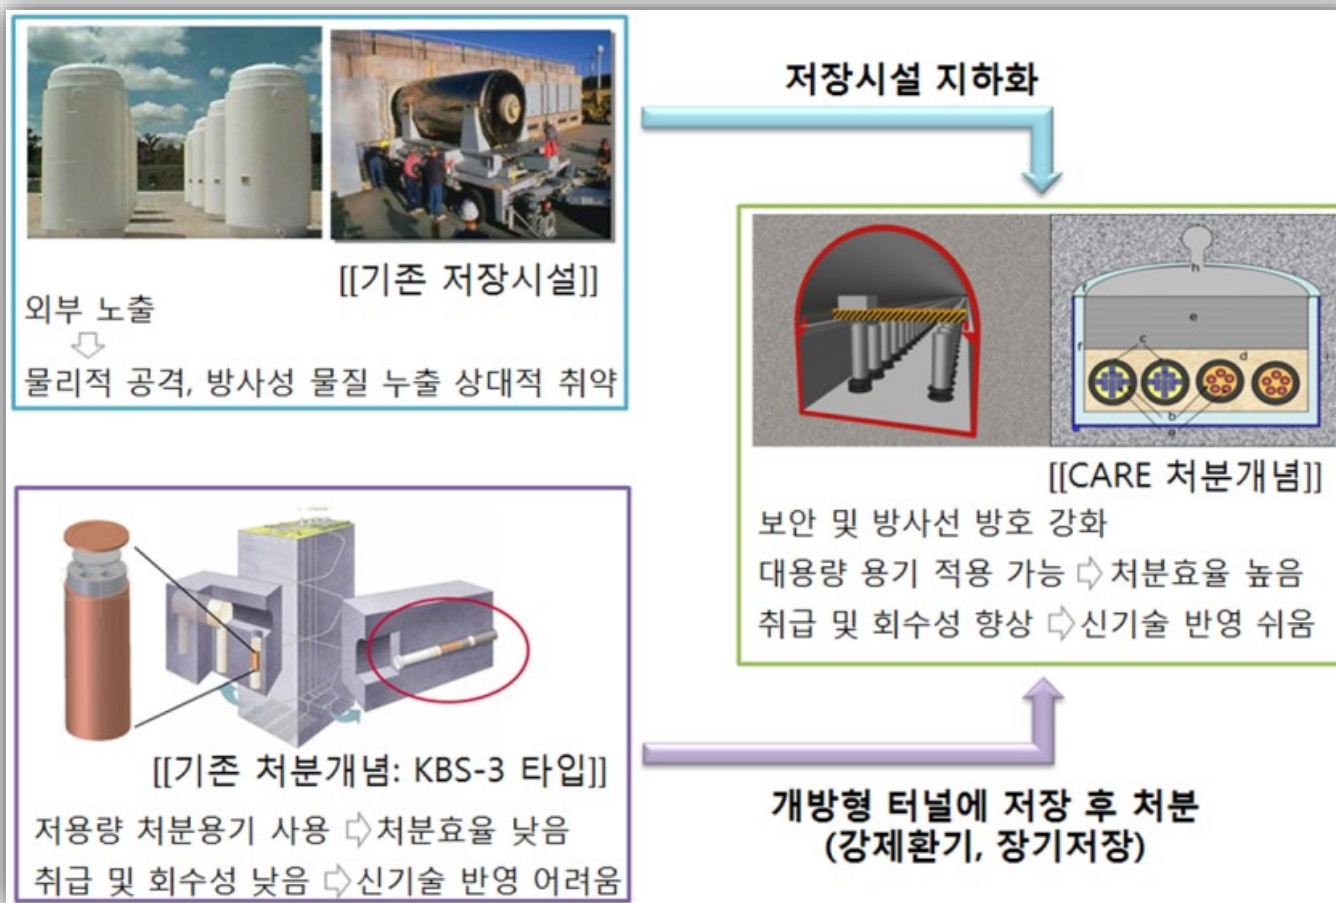 저장시설 지하화
[[기존 저장시설]]
외부 노출
물리적 공격, 방사성 물질 누출 상대적 취약
h
f
e
f
c
d
b
a
[[CARE 처분개념]]
보안 및 방사선 방호 강화
대용량 용기 적용 가능 ⇨ 처분효율 높음
취급 및 회수성 향상 ⇨ 신기술 반영 쉬움
[[기존 처분개념: KBS-3 타입]]
저용량 처분용기 사용 ⇨ 처분효율 낮음
취급 및 회수성 낮음 ⇨ 신기술 반영 어려움
개방형 터널에 저장 후 처분
(강제환기, 장기저장)